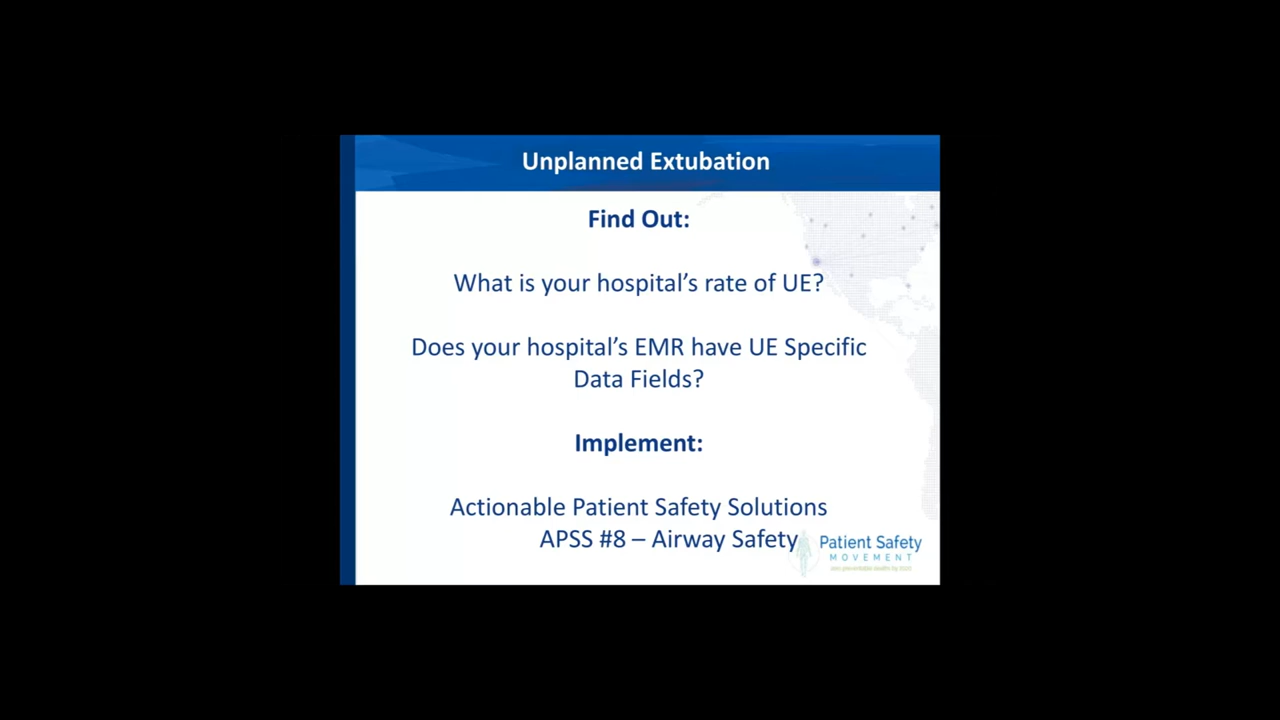 Unplanned Extubation
Find Out:
What is your hospital’s rate of UE?
Does your hospital’s EMR have UE Specific
Data Fields?
Implement:
Actionable Patient Safety Solutions
APSS #8 – Airway Safety
Patient Safety
MOVEMENT